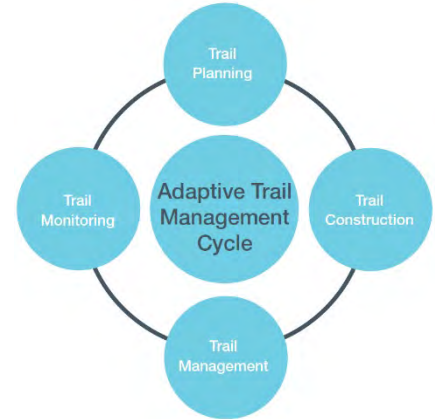 Trail
Planning
Adaptive Trail
Management
Cycle
Trail
Monitoring
Trail
Construction
Trail
Management